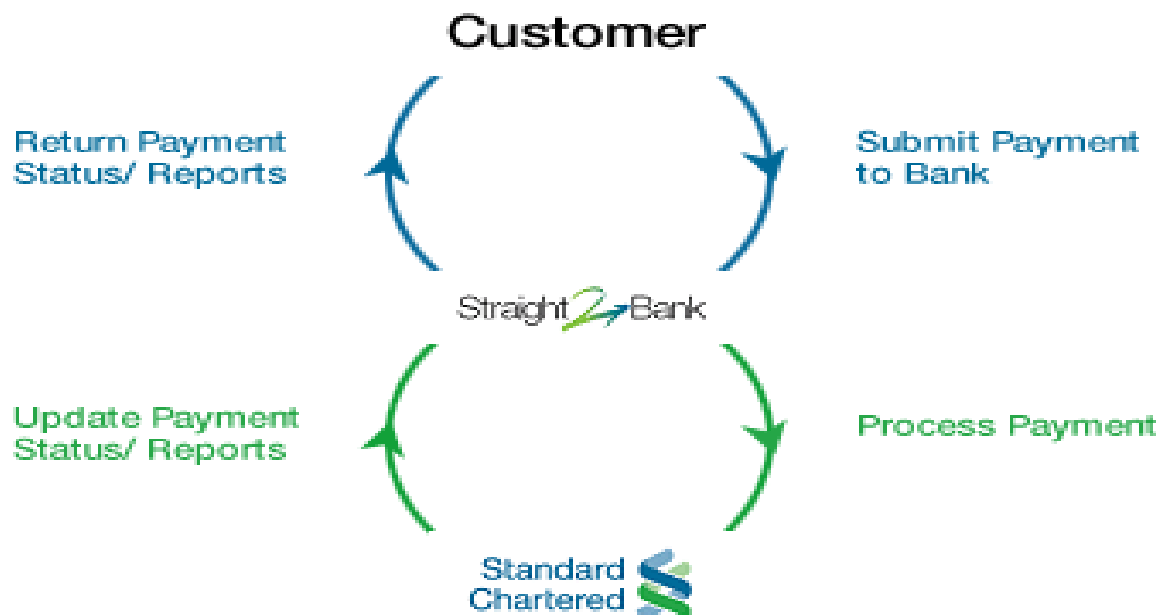 Customer
Return Payment
Status/ Reports
Submit Payment
to Bank
Straight2Bank
Update Payment
Status/ Reports
Process Payment
Standard
Chartered